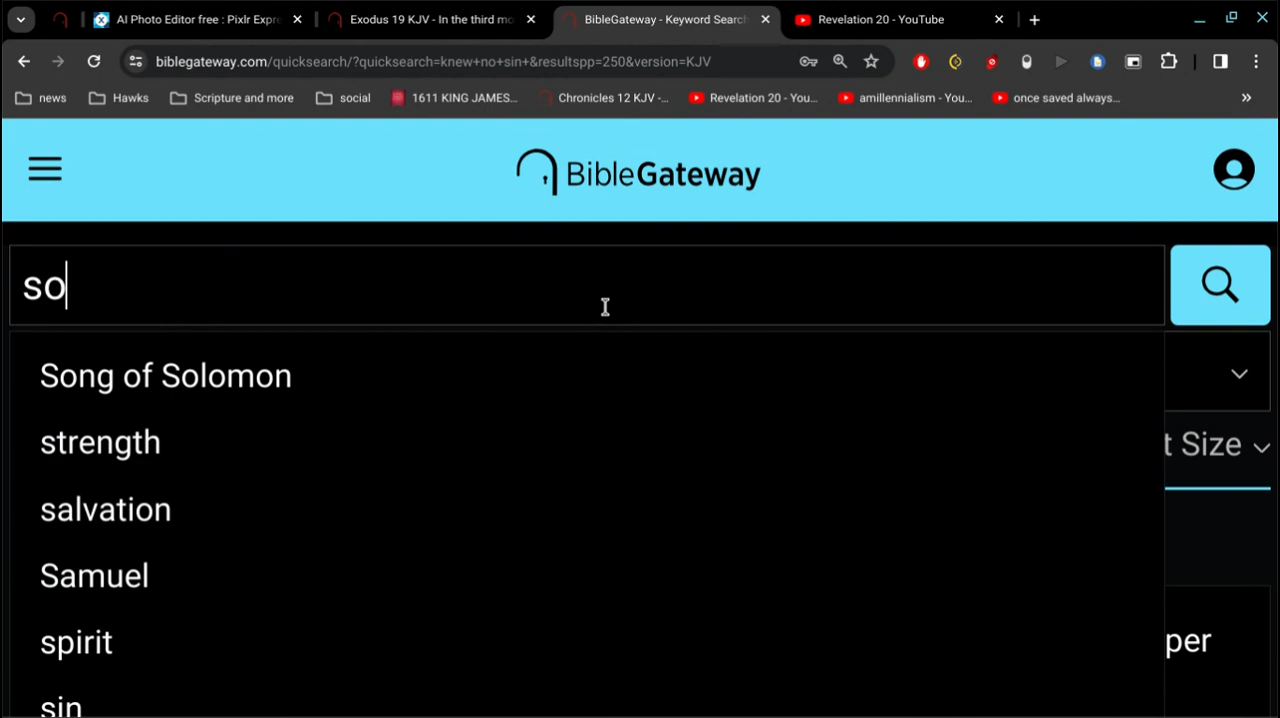 AI Photo Editor free : Pixlr Expre
Exodus 19 KJV - In the third mo
BibleGateway - Keyword Search
Revelation 20 - YouTube
biblegateway.com/quicksearch/?quicksearch=knew+no+sin+&resultspp=250&version=KJV
news
Hawks
Scripture and more
social
1611 KING JAMES...
Chronicles 12 KJV -...
Revelation 20 - You...
amillennialism - You...
once saved always...
»
BibleGateway
so
Song of Solomon
strength
t Size
salvation
Samuel
spirit
per
sin